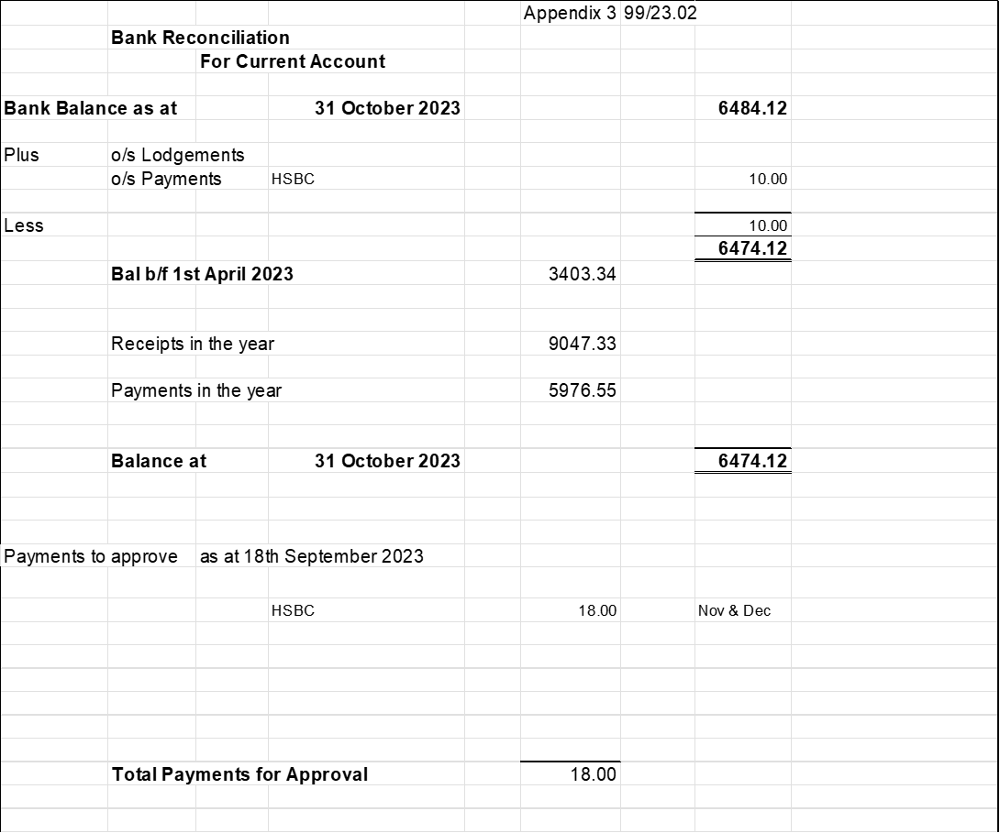 Appendix 3 99/23.02
Bank Reconciliation
For Current Account
Bank Balance as at 31 October 2023 6484.12
Plus o/s Lodgements
o/s Payments HSBC 10.00
Less 10.00
6474.12
Bal b/f 1st April 2023 3403.34
Receipts in the year 9047.33
Payments in the year 5976.55
Balance at 31 October 2023 6474.12
Payments to approve as at 18th September 2023
HSBC 18.00 Nov & Dec
Total Payments for Approval 18.00